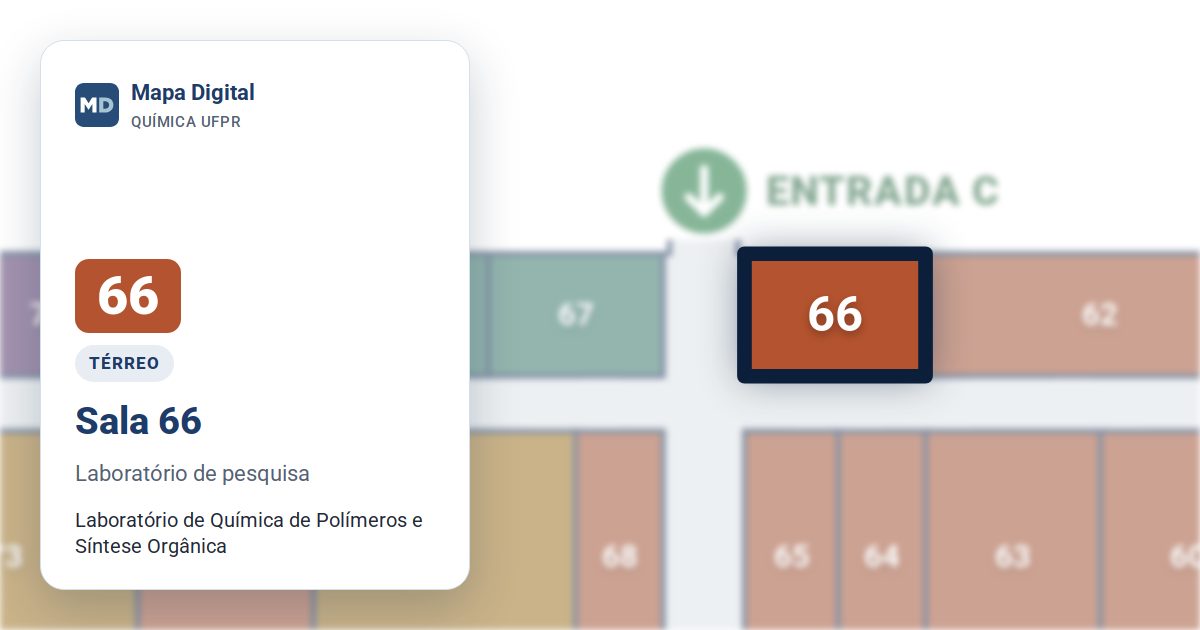 MD
Mapa Digital
QUÍMICA UFPR
66
TÉRREO
Sala 66
Laboratório de pesquisa
Laboratório de Química de Polímeros e
Síntese Orgânica
ENTRADA C
67
66
62
68
65
64
63